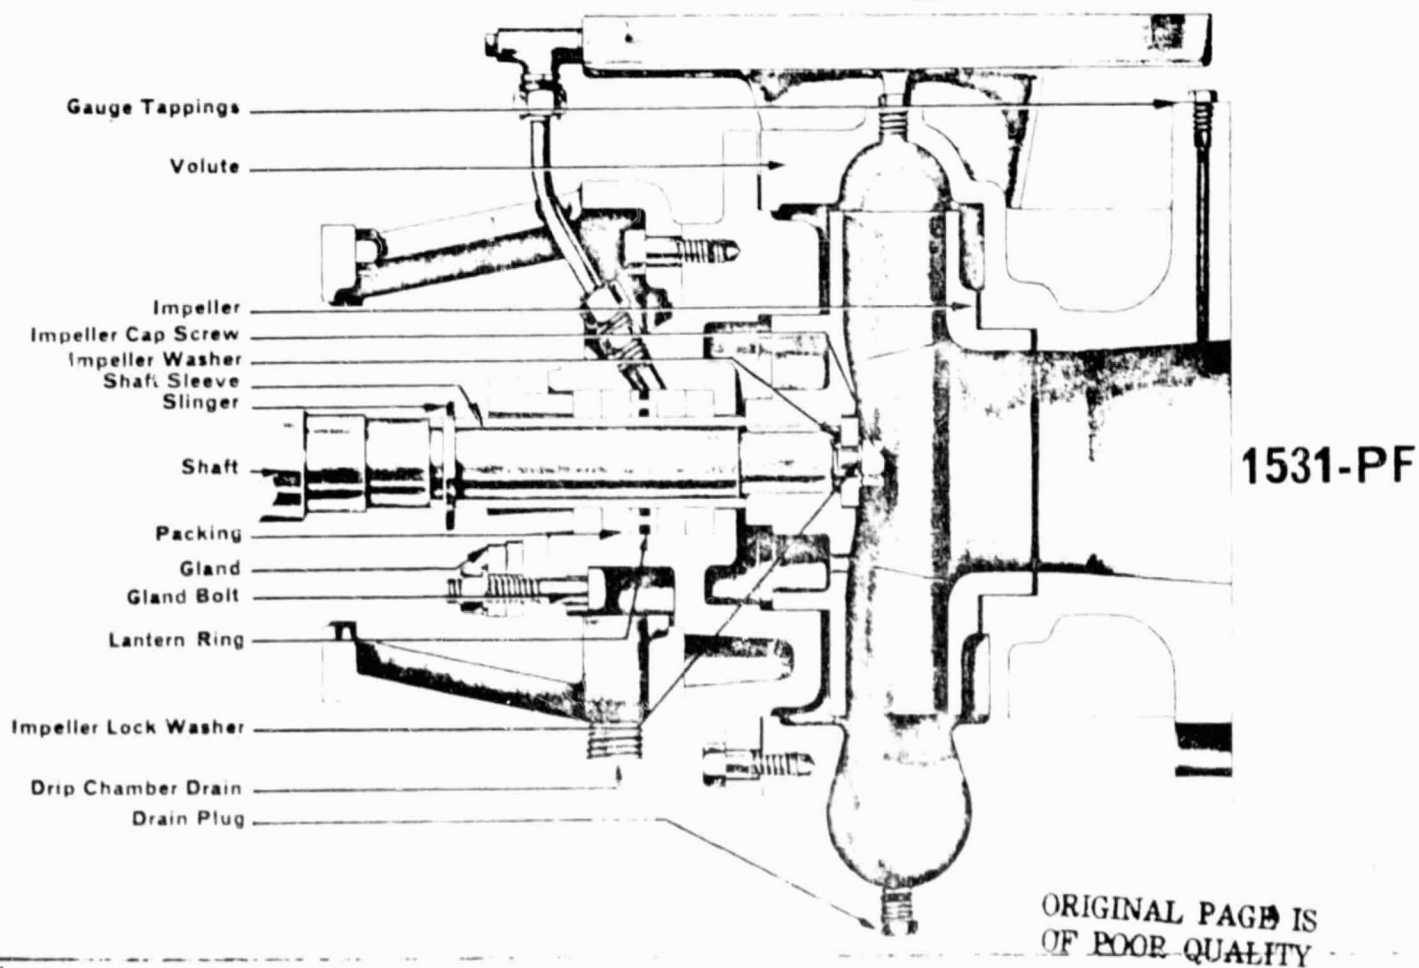 Gauge Tappings
Volute
Impeller
Impeller Cap Screw
Impeller Washer
Shaft Sleeve
Slinger
Shaft
1531-PF
Packing
Gland
Gland Bolt
Lantern Ring
Impeller Lock Washer
Drip Chamber Drain
Drain Plug
ORIGINAL PAGE IS
OF POOR QUALITY